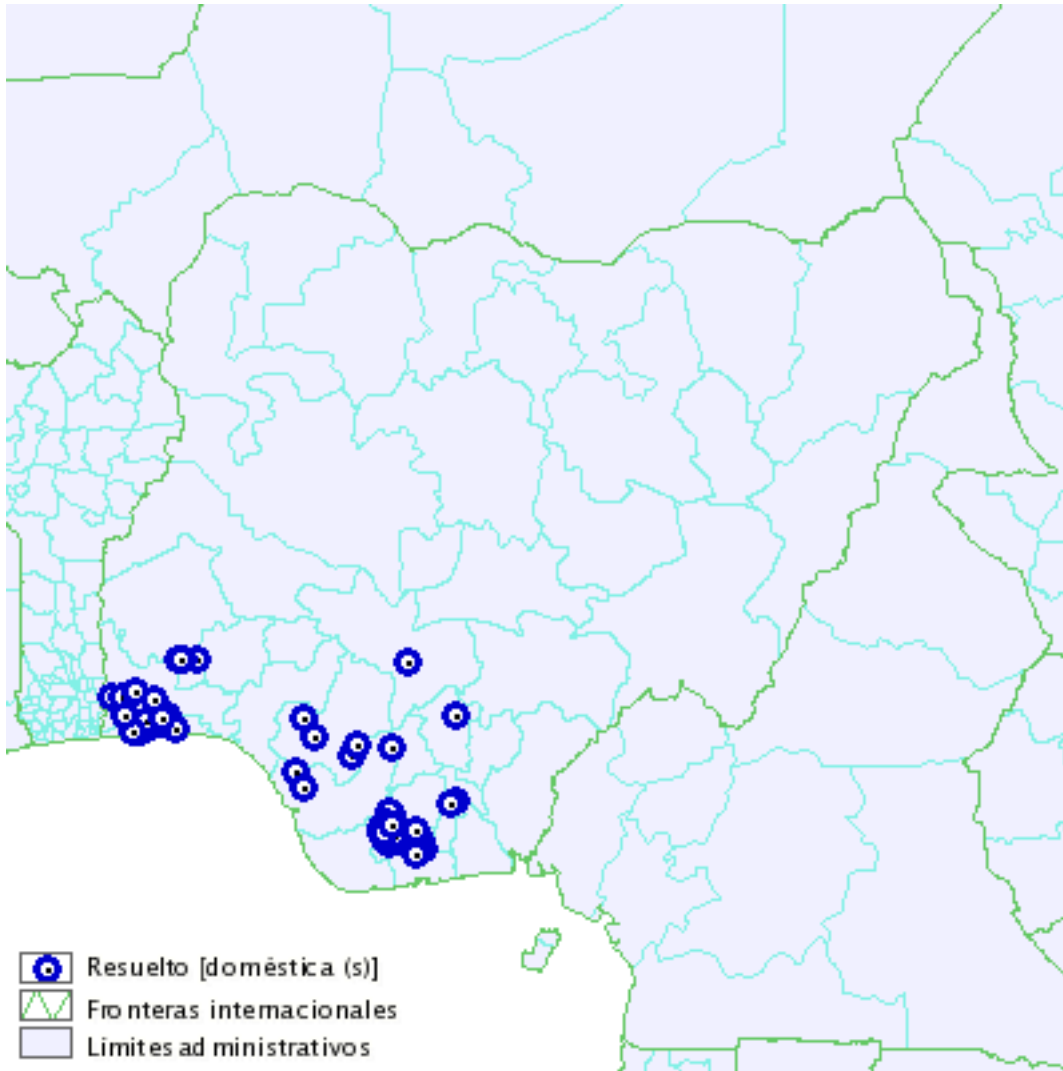 Resuelto [doméstica (s)]
Fronteras internacionales
Límites administrativos